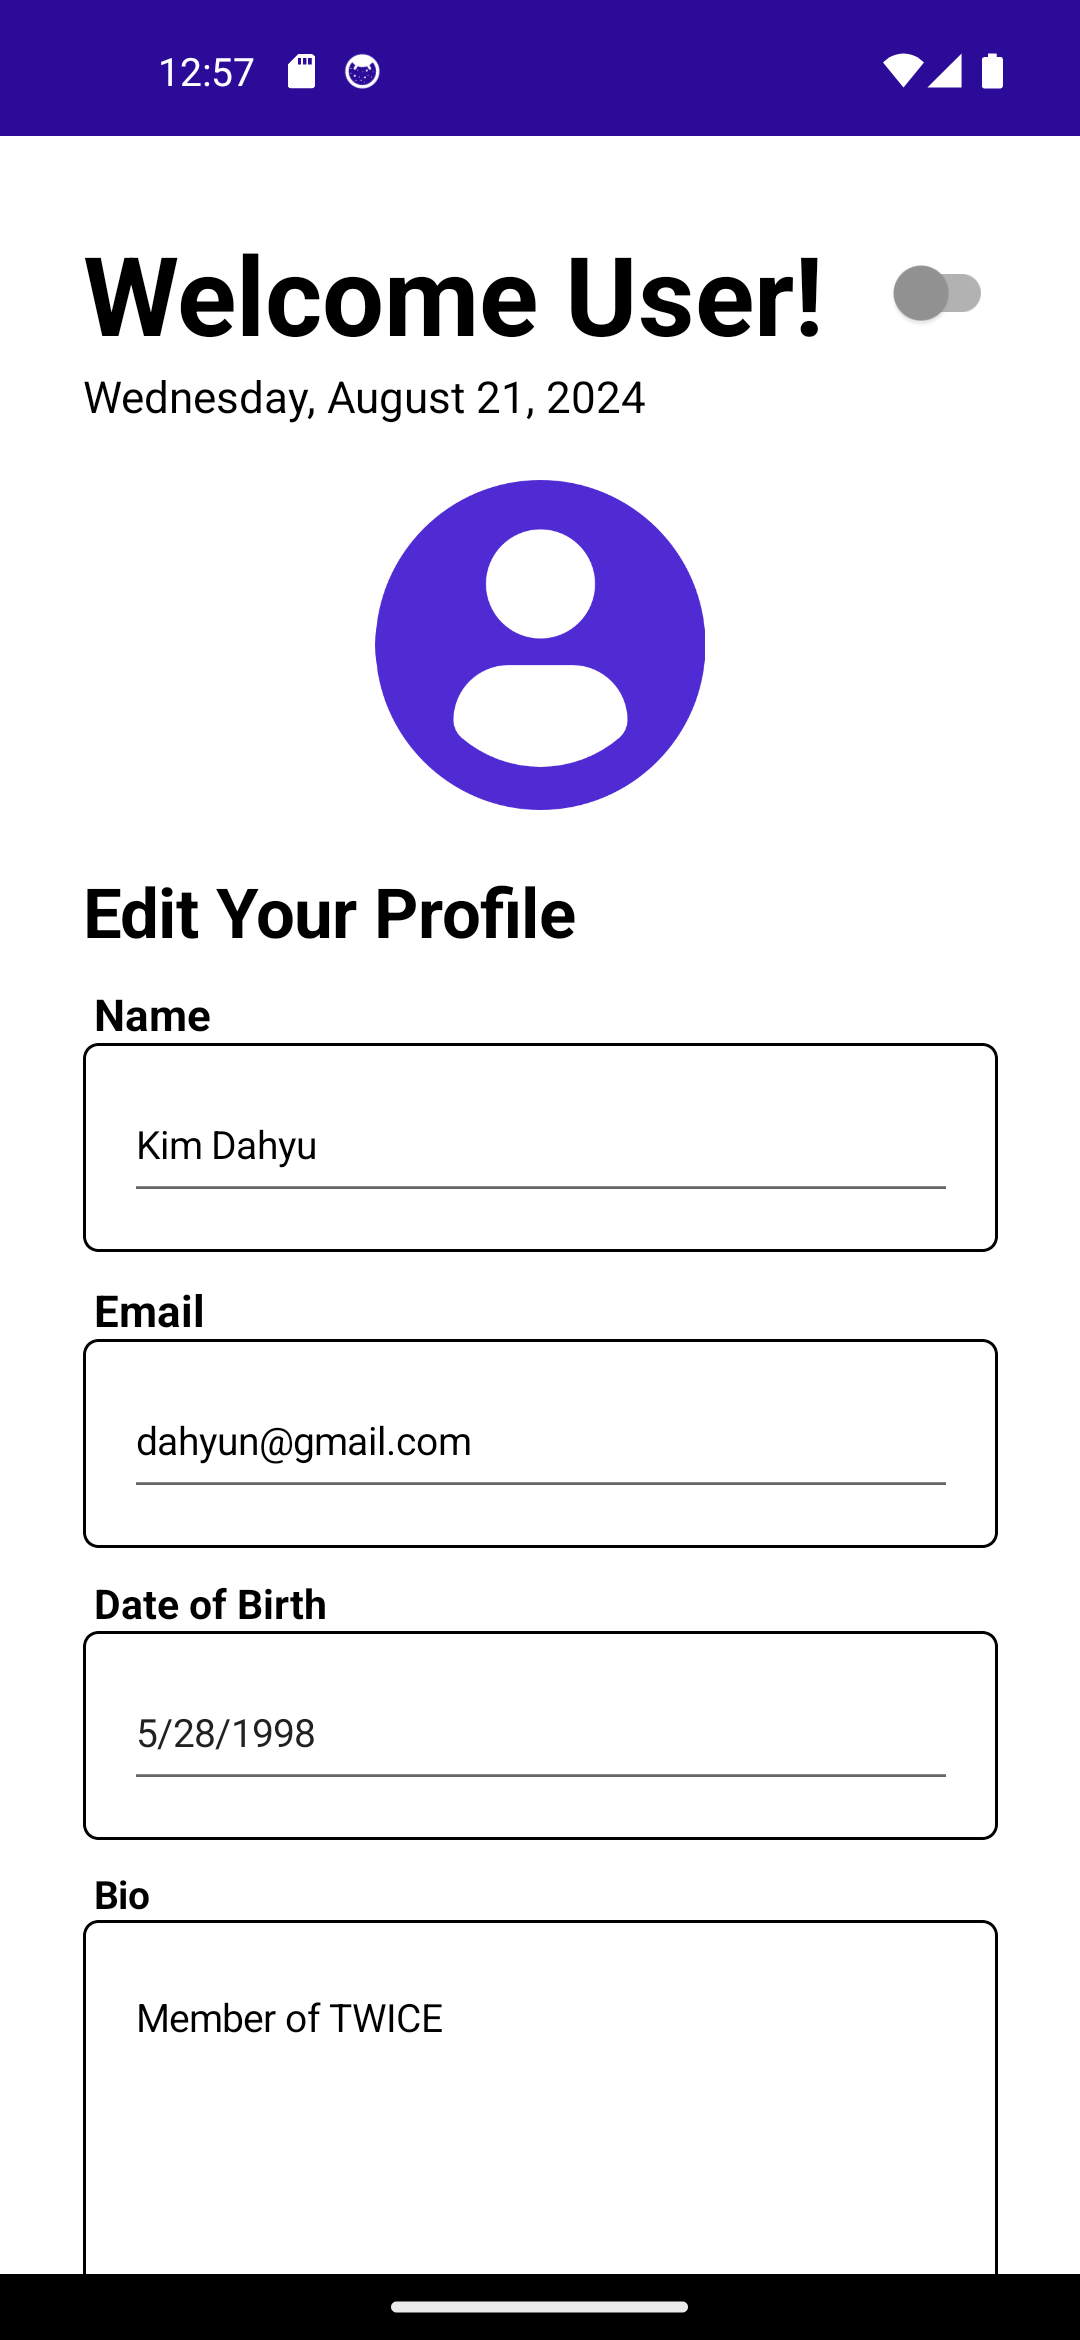 12:57
Welcome User!
Wednesday, August 21, 2024
Edit Your Profile
Name
Kim Dahyu
Email
dahyun@gmail.com
Date of Birth
5/28/1998
Bio
Member of TWICE